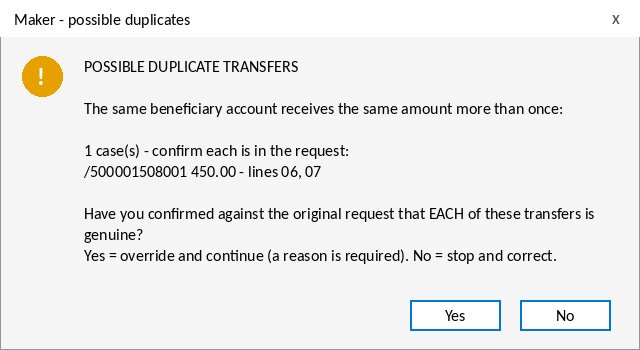 Maker - possible duplicates
x
!
POSSIBLE DUPLICATE TRANSFERS
The same beneficiary account receives the same amount more than once:
1 case(s) - confirm each is in the request:
/500001508001 450.00 - lines 06, 07
Have you confirmed against the original request that EACH of these transfers is
genuine?
Yes = override and continue (a reason is required). No = stop and correct.
Yes
No